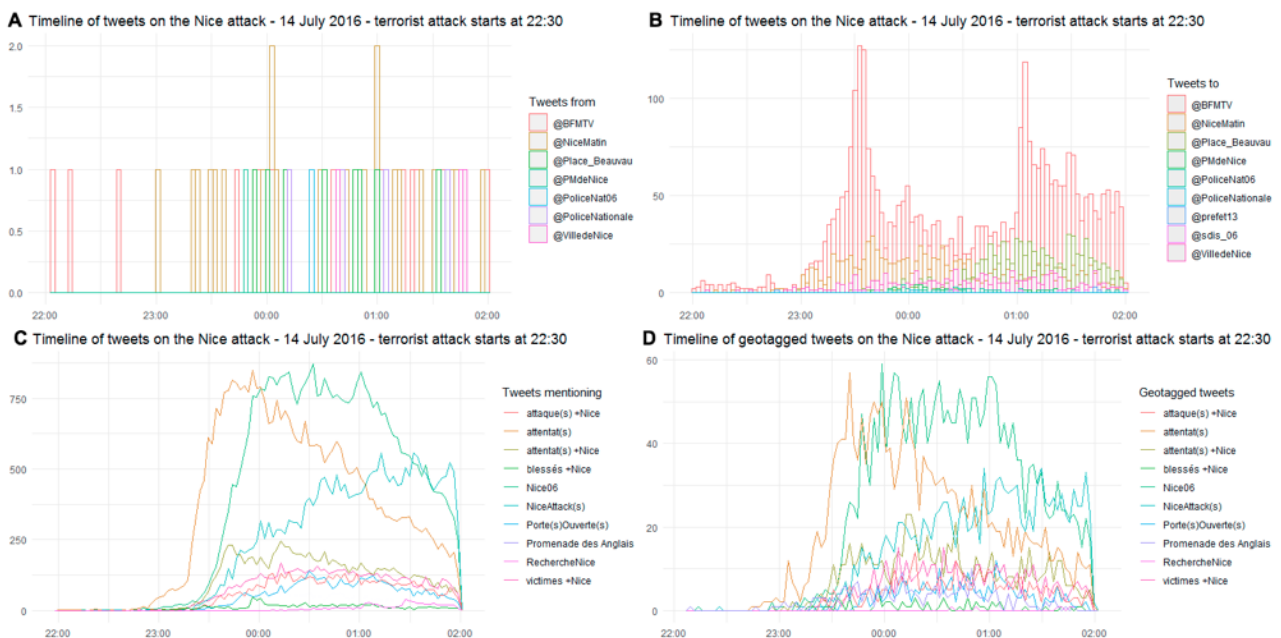 A Timeline of tweets on the Nice attack - 14 July 2016 - terrorist attack starts at 22:30
2.0
1.5
1.0
0.5
0.0
22:00 23:00 00:00 01:00 02:00
Tweets from
@BFMTV
@NiceMatin
@Place_Beauvau
@PMdeNice
@PoliceNat06
@PoliceNationale
@VilledeNice
B Timeline of tweets on the Nice attack - 14 July 2016 - terrorist attack starts at 22:30
100
50
0
22:00 23:00 00:00 01:00 02:00
Tweets to
@BFMTV
@NiceMatin
@Place_Beauvau
@PMdeNice
@PoliceNat06
@PoliceNationale
@prefet13
@sdis_06
@VilledeNice
C Timeline of tweets on the Nice attack - 14 July 2016 - terrorist attack starts at 22:30
750
500
250
0
22:00 23:00 00:00 01:00 02:00
Tweets mentioning
attaque(s) +Nice
attentat(s)
attentat(s) +Nice
blessés +Nice
Nice06
NiceAttack(s)
Porte(s)Ouverte(s)
Promenade des Anglais
RechercheNice
victimes +Nice
D Timeline of geotagged tweets on the Nice attack - 14 July 2016 - terrorist attack starts at 22:30
60
40
20
0
22:00 23:00 00:00 01:00 02:00
Geotagged tweets
attaque(s) +Nice
attentat(s)
attentat(s) +Nice
blessés +Nice
Nice06
NiceAttack(s)
Porte(s)Ouverte(s)
Promenade des Anglais
RechercheNice
victimes +Nice